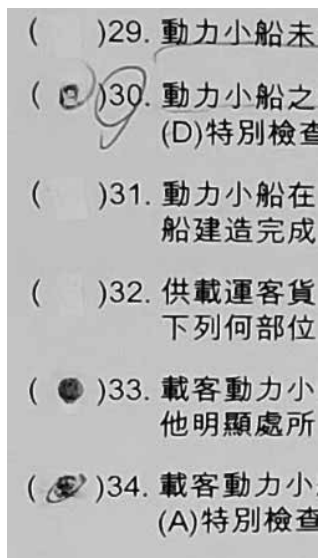 ( )29. 動力小船未
( )30. 動力小船之
(D)特別檢查
( )31. 動力小船在
船建造完成
( )32. 供載運客貨
下列何部位
( )33. 載客動力小
他明顯處所
( )34. 載客動力小
(A)特別檢查